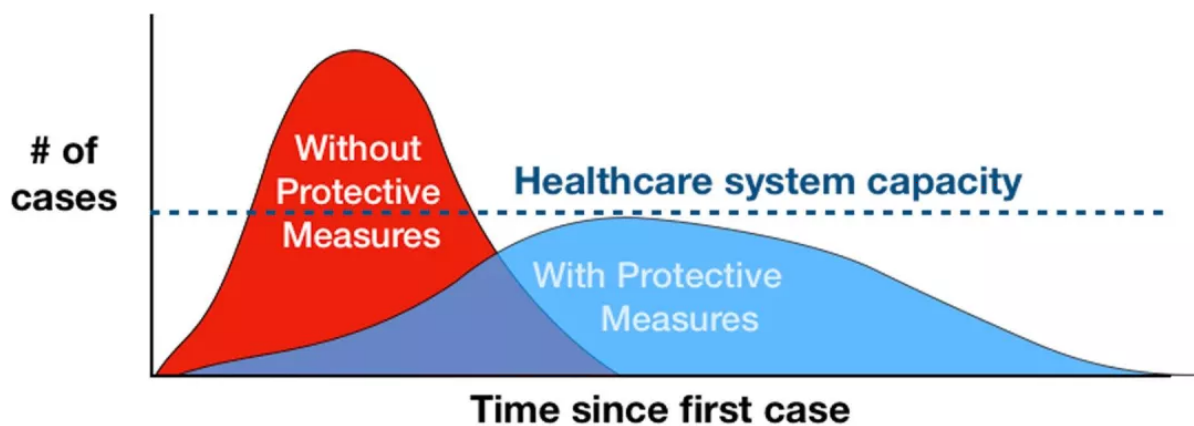 # of
cases
Without
Protective
Measures
Healthcare system capacity
With Protective
Measures
Time since first case